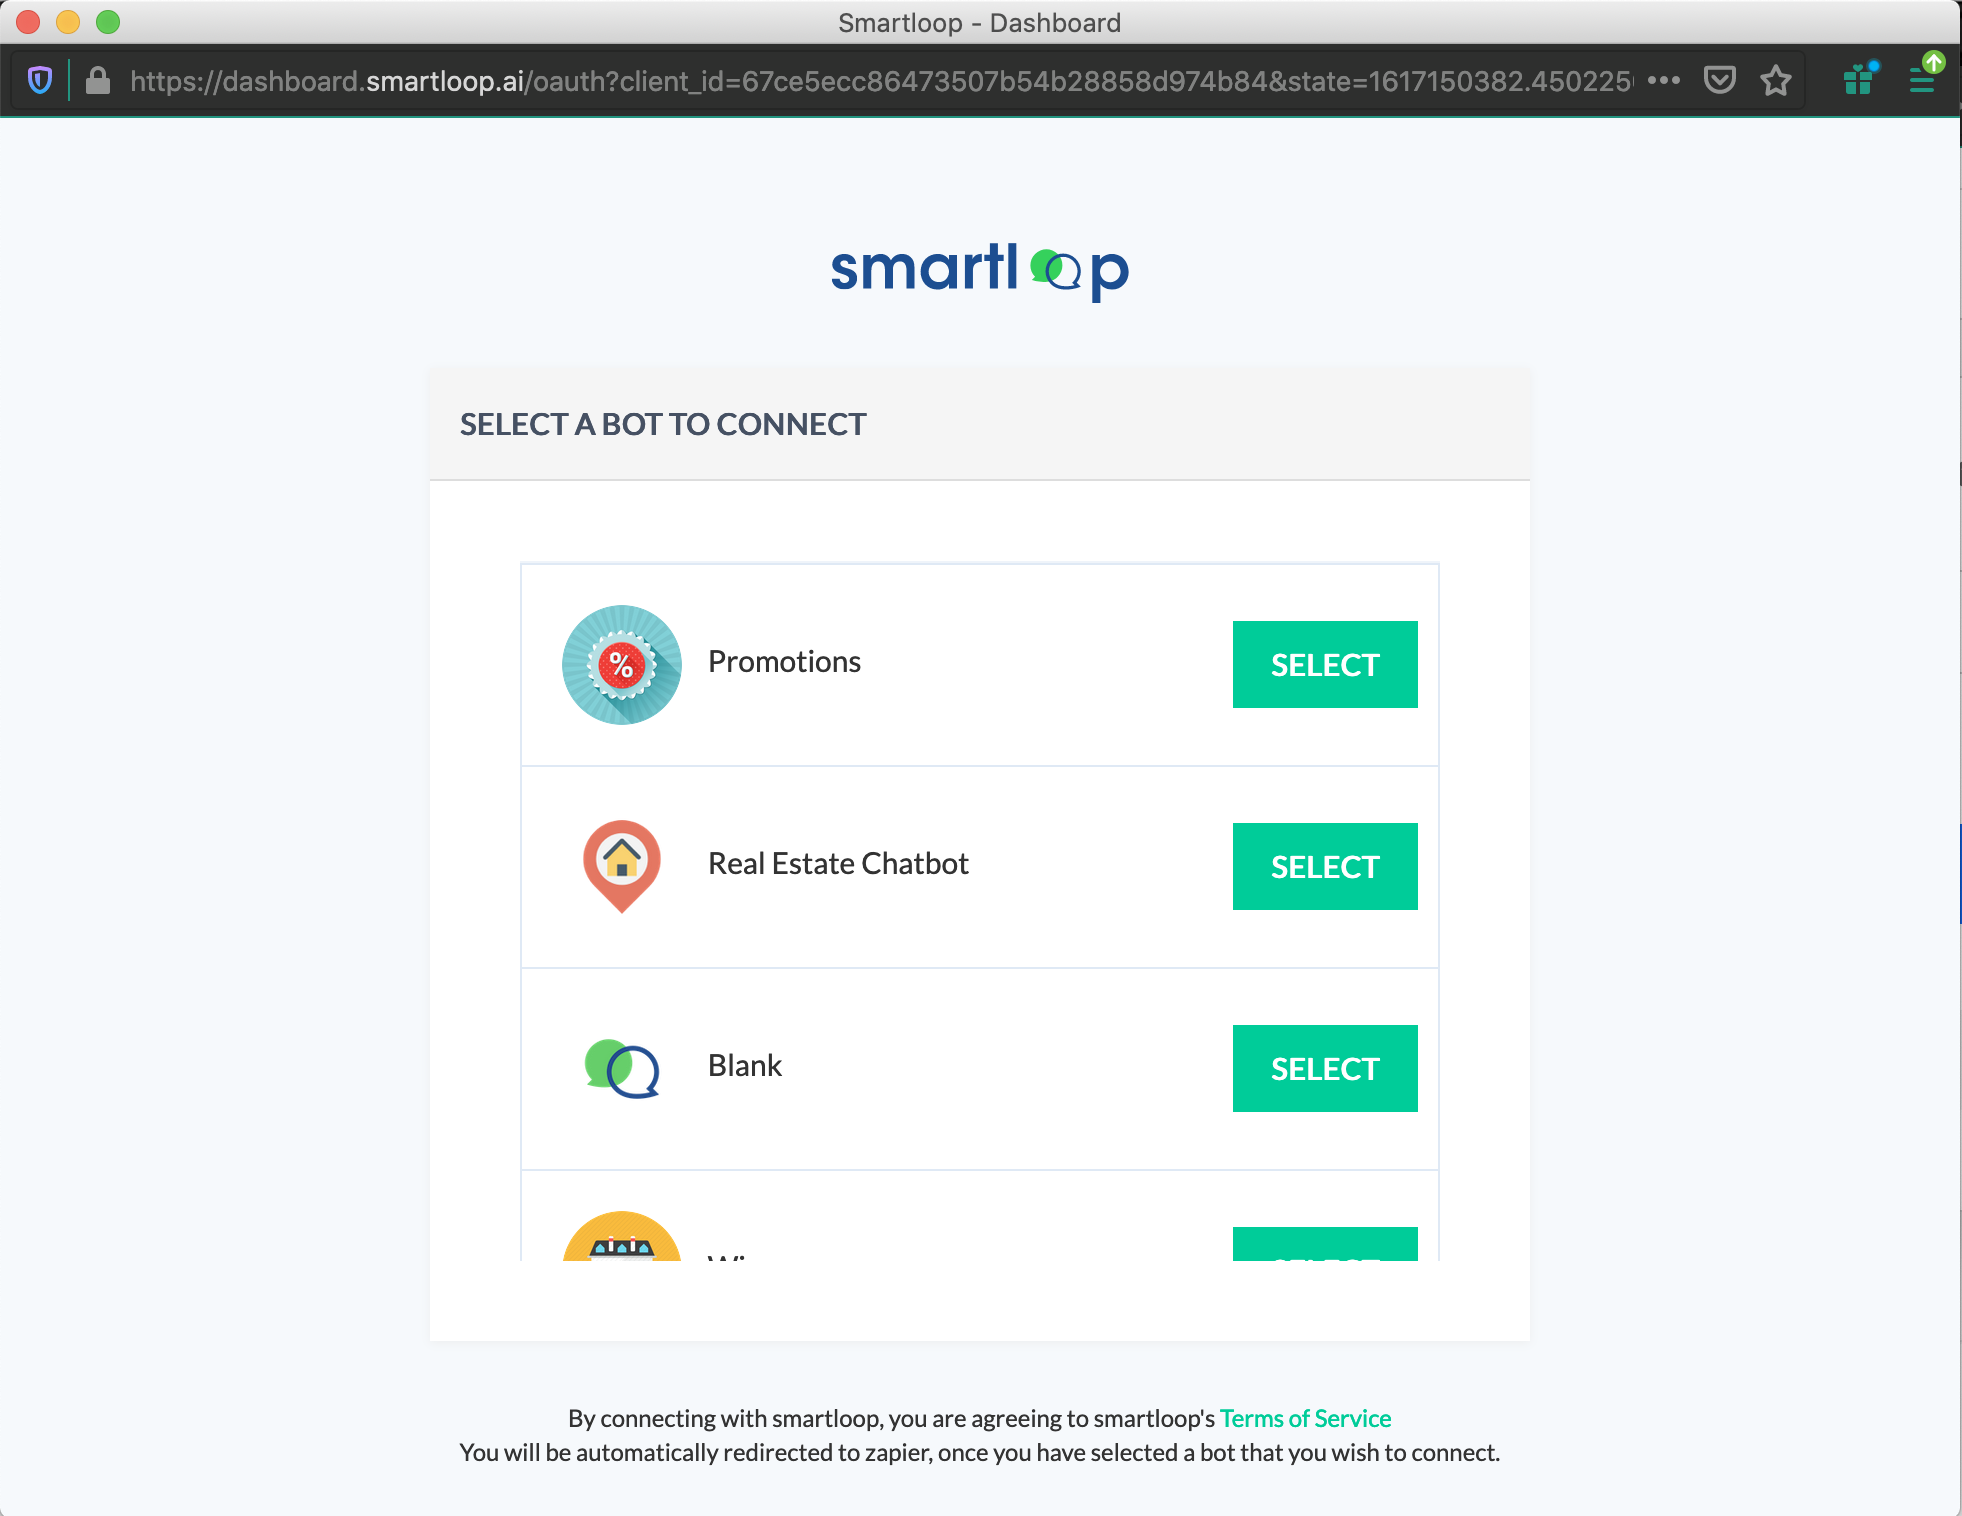 Smartloop - Dashboard
https://dashboard.smartloop.ai/oauth?client_id=67ce5ecc86473507b54b28858d974b84&state=1617150382.450225
smartloop
SELECT A BOT TO CONNECT
%
Promotions
SELECT
Real Estate Chatbot
SELECT
Blank
SELECT
By connecting with smartloop, you are agreeing to smartloop's Terms of Service
You will be automatically redirected to zapier, once you have selected a bot that you wish to connect.